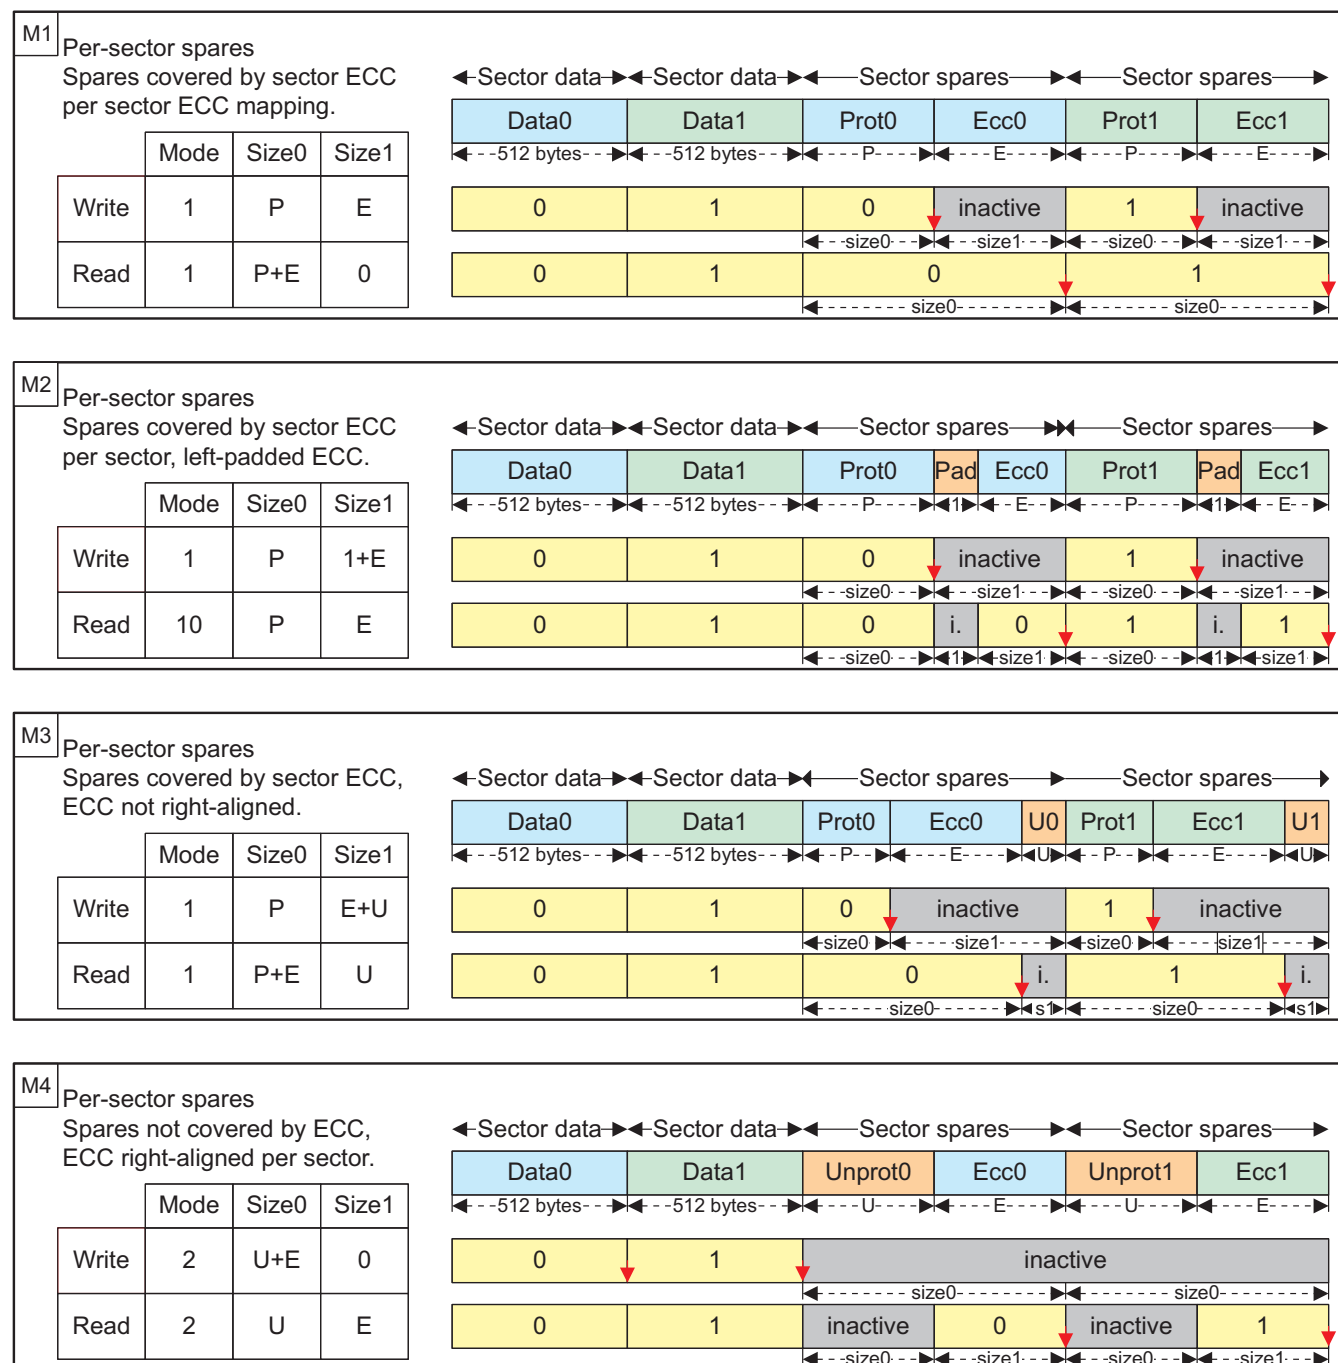 M1
Per-sector spares
Spares covered by sector ECC
per sector ECC mapping.
Mode Size0 Size1
Write 1 P E
Read 1 P+E 0
Sector data Sector data Sector spares Sector spares
Data0 Data1 Prot0 Ecc0 Prot1 Ecc1
512 bytes 512 bytes P E P E
0 1 0 inactive 1 inactive
size0 size1 size0 size1
0 1 0 1
size0 size0
M2
Per-sector spares
Spares covered by sector ECC
per sector, left-padded ECC.
Mode Size0 Size1
Write 1 P 1+E
Read 10 P E
Sector data Sector data Sector spares Sector spares
Data0 Data1 Prot0 Pad Ecc0 Prot1 Pad Ecc1
512 bytes 512 bytes P 1 E P 1 E
0 1 0 inactive 1 inactive
size0 size1 size0 size1
0 1 0 i. 0 1 i. 1
size0 1 size1 size0 1 size1
M3
Per-sector spares
Spares covered by sector ECC,
ECC not right-aligned.
Mode Size0 Size1
Write 1 P E+U
Read 1 P+E U
Sector data Sector data Sector spares Sector spares
Data0 Data1 Prot0 Ecc0 U0 Prot1 Ecc1 U1
512 bytes 512 bytes P E U P E U
0 1 0 inactive 1 inactive
size0 size1 size0 size1
0 1 0 i. 1 i.
size0 s1 size0 s1
M4
Per-sector spares
Spares not covered by ECC,
ECC right-aligned per sector.
Mode Size0 Size1
Write 2 U+E 0
Read 2 U E
Sector data Sector data Sector spares Sector spares
Data0 Data1 Unprot0 Ecc0 Unprot1 Ecc1
512 bytes 512 bytes U E U E
0 1 inactive
size0 size0
0 1 inactive 0 inactive 1
size0 size1 size0 size1